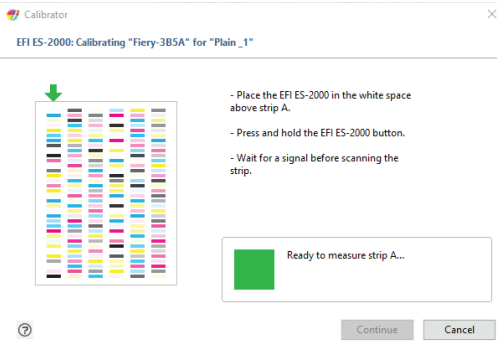 Calibrator
EFI ES-2000: Calibrating "Fiery-3B5A" for "Plain _1"
- Place the EFI ES-2000 in the white space
above strip A.
- Press and hold the EFI ES-2000 button.
- Wait for a signal before scanning the
strip.
Ready to measure strip A...
?
Continue
Cancel